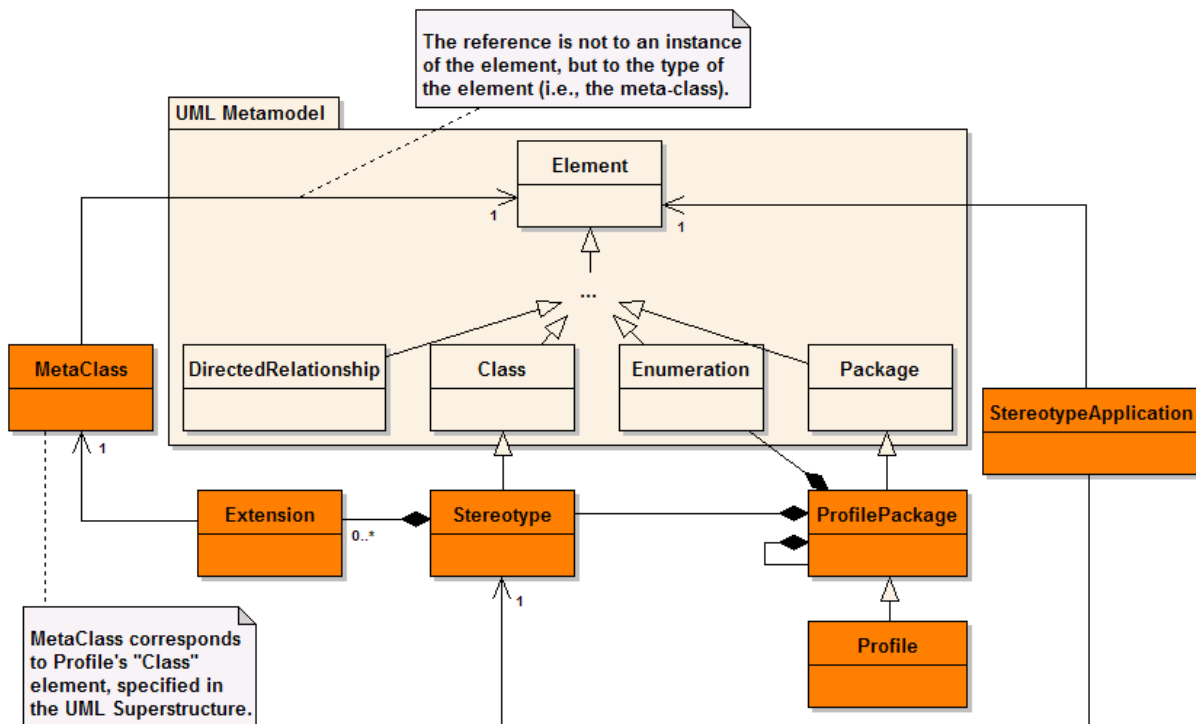 The reference is not to an instance
of the element, but to the type of
the element (i.e., the meta-class).
UML Metamodel
Element
1
1
...
MetaClass
DirectedRelationship
Class
Enumeration
Package
StereotypeApplication
1
Extension
0..*
Stereotype
ProfilePackage
1
MetaClass corresponds
to Profile's "Class"
element, specified in
the UML Superstructure.
Profile